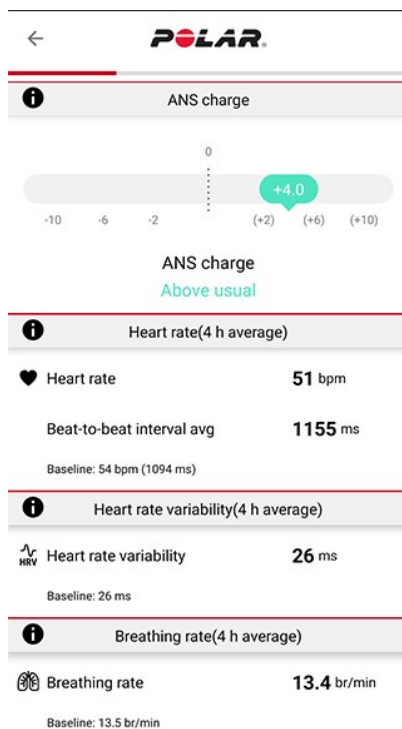 POLAR.
ANS charge
0
+4.0
-10 -6 -2 (+2) (+6) (+10)
ANS charge
Above usual
Heart rate(4 h average)
Heart rate 51 bpm
Beat-to-beat interval avg 1155 ms
Baseline: 54 bpm (1094 ms)
Heart rate variability(4 h average)
HRV Heart rate variability 26 ms
Baseline: 26 ms
Breathing rate(4 h average)
Breathing rate 13.4 br/min
Baseline: 13.5 br/min